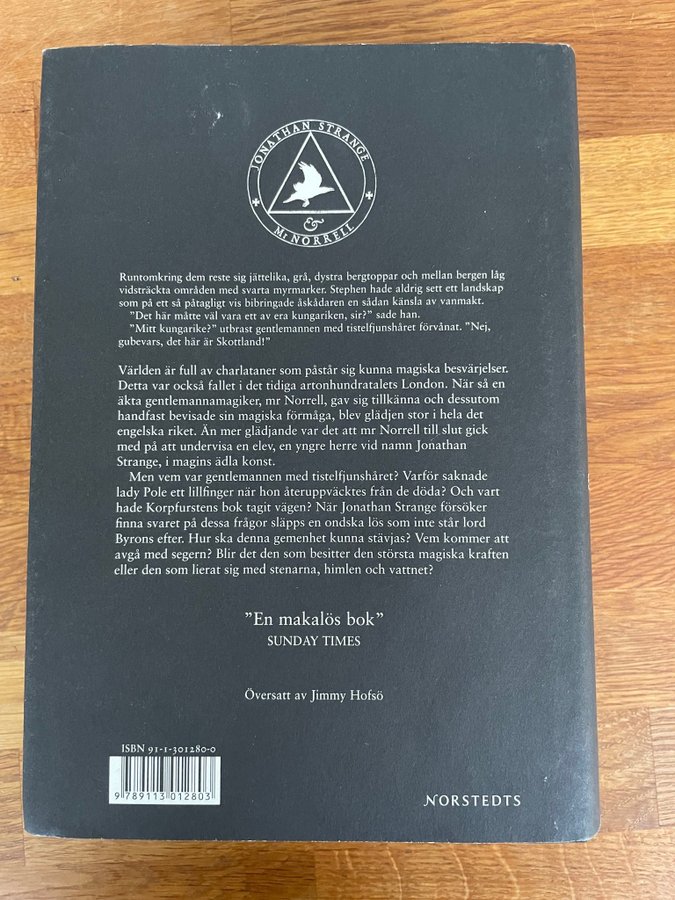 JONATHAN STRANGE
&
Mr NORRELL
Runtomkring dem reste sig jättelika, grå, dystra bergtoppar och mellan bergen låg
vidsträckta områden med svarta myrmarker. Stephen hade aldrig sett ett landskap
som på ett så påtagligt vis bibringade åskådaren en sådan känsla av vanmakt.
”Det här måtte väl vara ett av era kungariken, sir?” sade han.
”Mitt kungarike?” utbrast gentlemannen med tistelfjunshåret förvånat. ”Nej,
gubevars, det här är Skottland!”
Världen är full av charlataner som påstår sig kunna magiska besvärjelser.
Detta var också fallet i det tidiga artonhundratalets London. När så en
äkta gentlemannamagiker, mr Norrell, gav sig tillkänna och dessutom
handfast bevisade sin magiska förmåga, blev glädjen stor i hela det
engelska riket. Än mer glädjande var det att mr Norrell till slut gick
med på att undervisa en elev, en yngre herre vid namn Jonathan
Strange, i magins ädla konst.
Men vem var gentlemannen med tistelfjunshåret? Varför saknade
lady Pole ett lillfinger när hon återuppväcktes från de döda? Och vart
hade Korpfurstens bok tagit vägen? När Jonathan Strange försöker
finna svaret på dessa frågor släpps en ondska lös som inte står lord
Byrons efter. Hur ska denna gemenhet kunna stävjas? Vem kommer att
avgå med segern? Blir det den som besitter den största magiska kraften
eller den som lierat sig med stenarna, himlen och vattnet?
”En makalös bok”
SUNDAY TIMES
Översatt av Jimmy Hofsö
ISBN 91-1-301280-0
9 789113 012803
NORSTEDTS